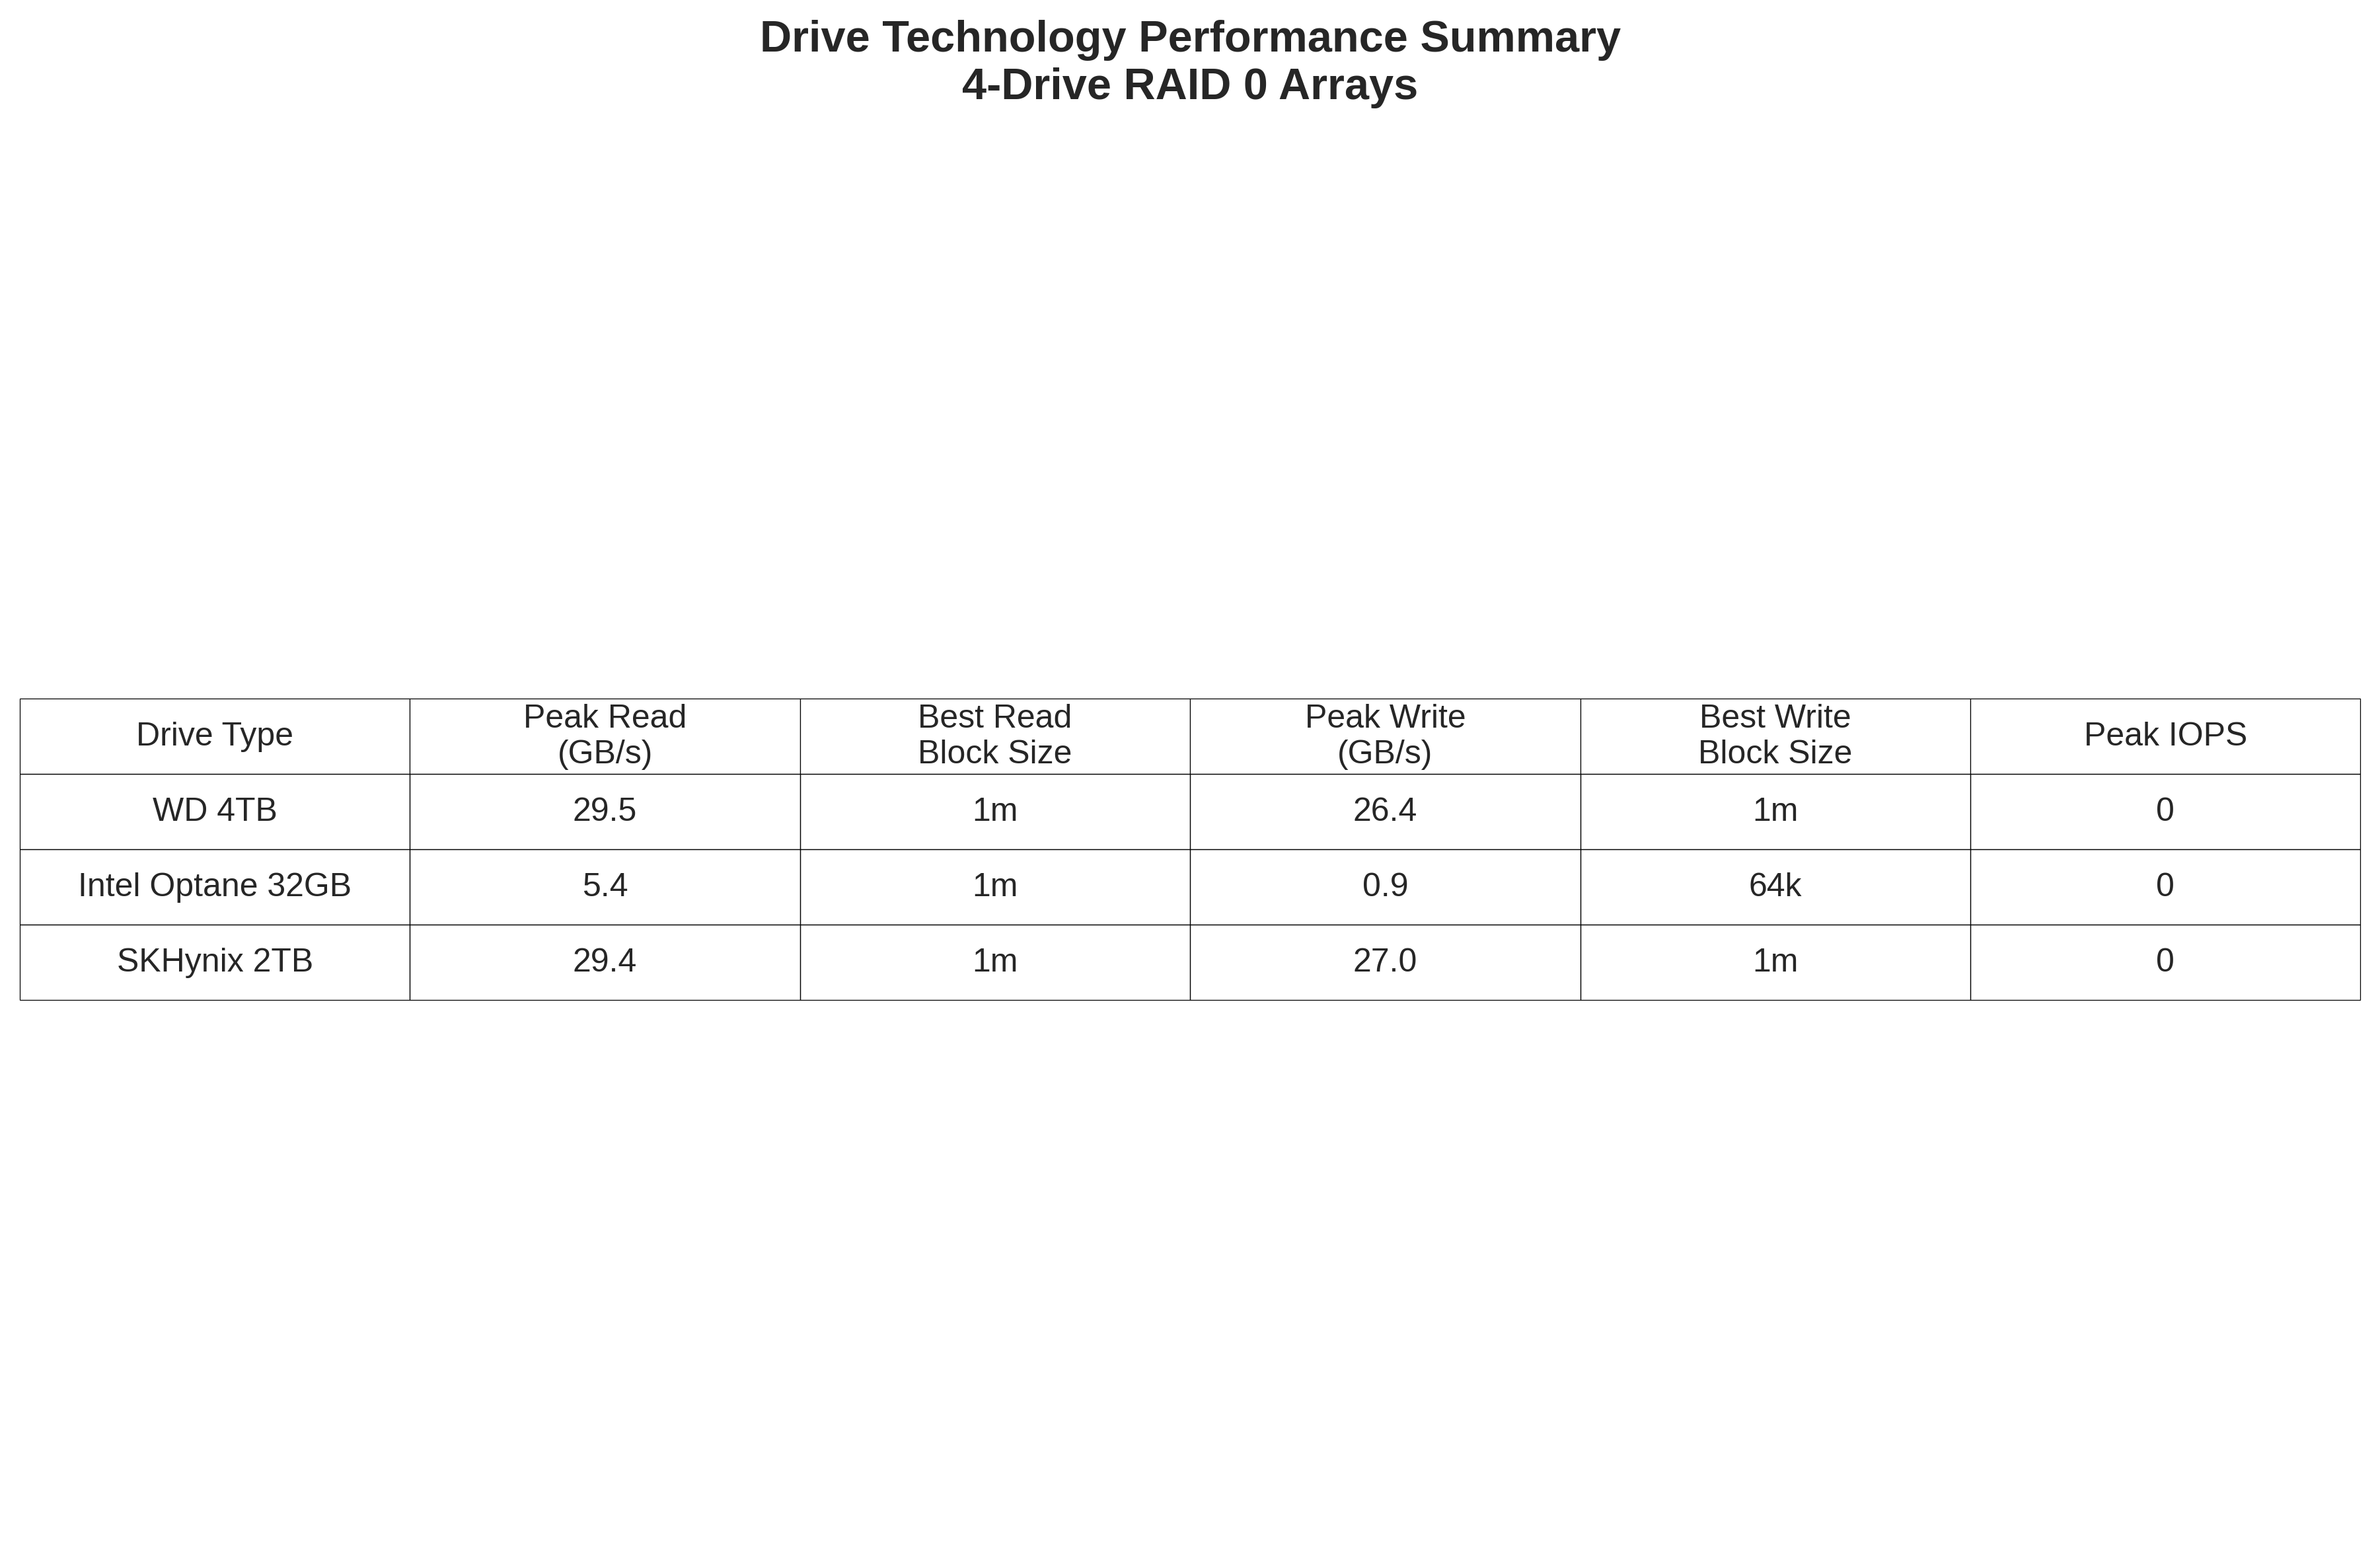 Drive Technology Performance Summary
4-Drive RAID 0 Arrays
Drive Type Peak Read (GB/s) Best Read Block Size Peak Write (GB/s) Best Write Block Size Peak IOPS
WD 4TB 29.5 1m 26.4 1m 0
Intel Optane 32GB 5.4 1m 0.9 64k 0
SKHynix 2TB 29.4 1m 27.0 1m 0